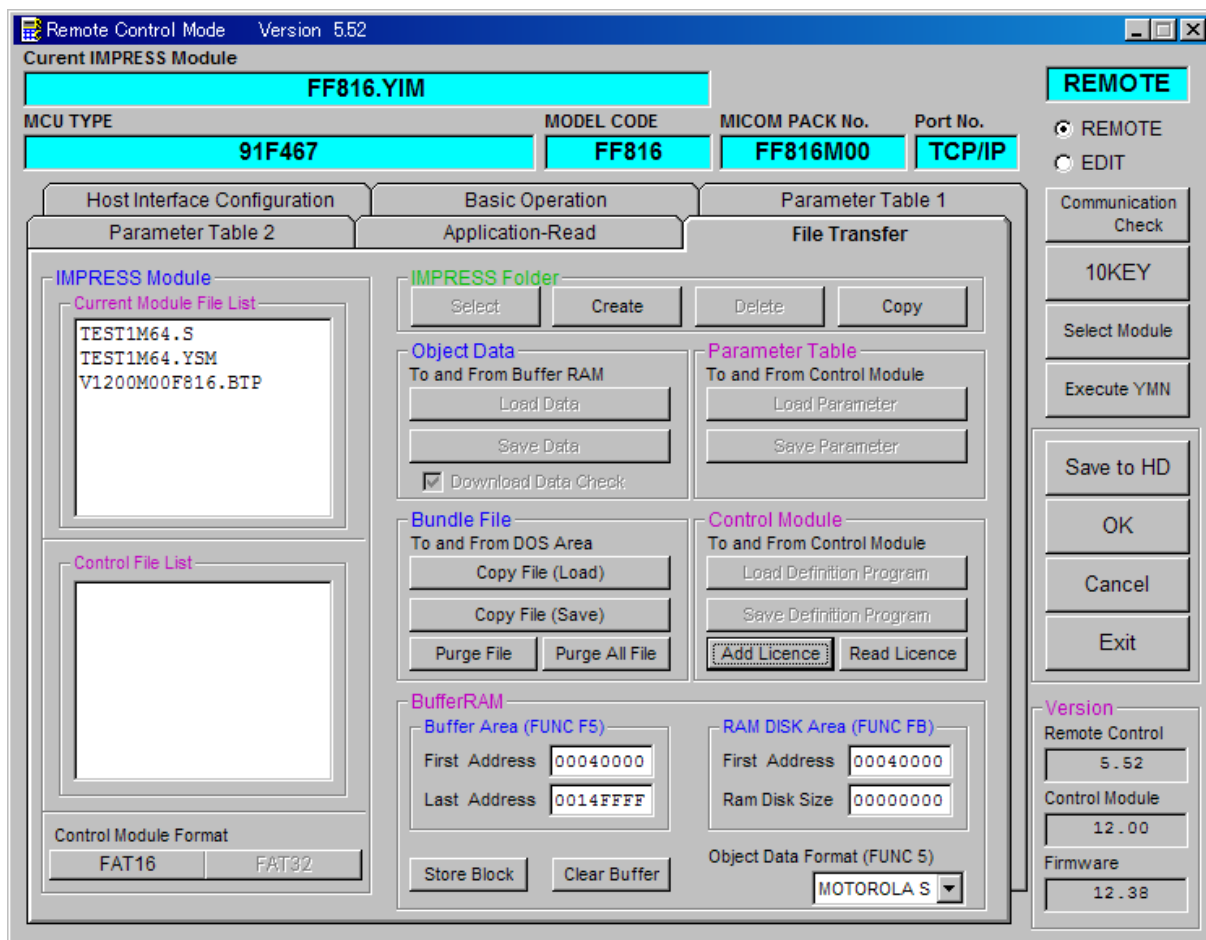 Remote Control Mode Version 5.52
Curent IMPRESS Module
FF816.YIM
REMOTE
MCU TYPE MODEL CODE MICOM PACK No. Port No.
91F467 FF816 FF816M00 TCP/IP
REMOTE
EDIT
Host Interface Configuration Basic Operation Parameter Table 1
Parameter Table 2 Application-Read File Transfer
Communication
Check
10KEY
Select Module
Execute YMN
Save to HD
OK
Cancel
Exit
IMPRESS Module
Current Module File List
TEST1M64.S
TEST1M64.YSM
V1200M00F816.BTP
Control File List
Control Module Format
FAT16 FAT32
IMPRESS Folder
Select Create Delete Copy
Object Data
To and From Buffer RAM
Load Data
Save Data
Download Data Check
Parameter Table
To and From Control Module
Load Parameter
Save Parameter
Bundle File
To and From DOS Area
Copy File (Load)
Copy File (Save)
Purge File Purge All File
Control Module
To and From Control Module
Load Definition Program
Save Definition Program
Add Licence Read Licence
BufferRAM
Buffer Area (FUNC F5)
First Address 00040000
Last Address 0014FFFF
RAM DISK Area (FUNC FB)
First Address 00040000
Ram Disk Size 00000000
Store Block Clear Buffer
Object Data Format (FUNC 5)
MOTOROLA S
Version
Remote Control
5.52
Control Module
12.00
Firmware
12.38